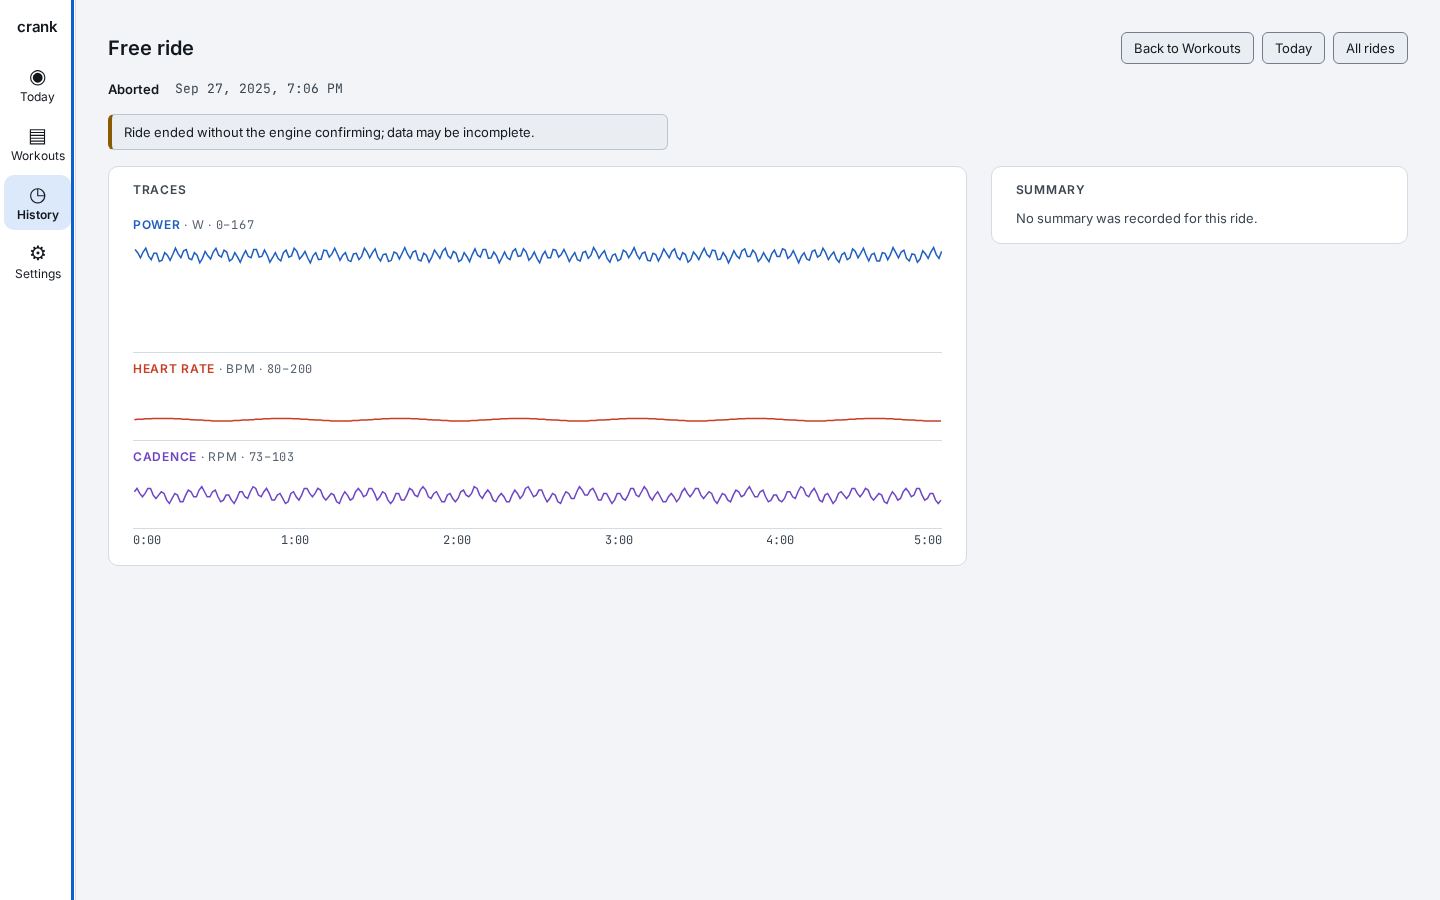 crank
Today
Workouts
History
Settings
Free ride
Back to Workouts
Today
All rides
Aborted Sep 27, 2025, 7:06 PM
Ride ended without the engine confirming; data may be incomplete.
TRACES
POWER · W · 0–167
HEART RATE · BPM · 80–200
CADENCE · RPM · 73–103
0:00 1:00 2:00 3:00 4:00 5:00
SUMMARY
No summary was recorded for this ride.